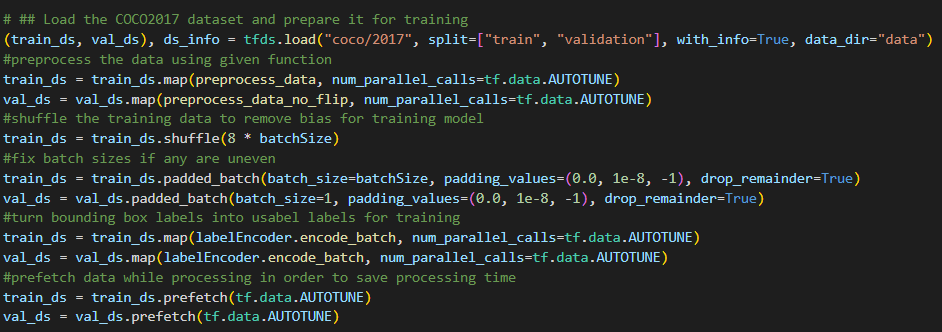 # ## Load the COCO2017 dataset and prepare it for training
(train_ds, val_ds), ds_info = tfds.load("coco/2017", split=["train", "validation"], with_info=True, data_dir="data")
#preprocess the data using given function
train_ds = train_ds.map(preprocess_data, num_parallel_calls=tf.data.AUTOTUNE)
val_ds = val_ds.map(preprocess_data_no_flip, num_parallel_calls=tf.data.AUTOTUNE)
#shuffle the training data to remove bias for training model
train_ds = train_ds.shuffle(8 * batchSize)
#fix batch sizes if any are uneven
train_ds = train_ds.padded_batch(batch_size=batchSize, padding_values=(0.0, 1e-8, -1), drop_remainder=True)
val_ds = val_ds.padded_batch(batch_size=1, padding_values=(0.0, 1e-8, -1), drop_remainder=True)
#turn bounding box labels into usabel labels for training
train_ds = train_ds.map(labelEncoder.encode_batch, num_parallel_calls=tf.data.AUTOTUNE)
val_ds = val_ds.map(labelEncoder.encode_batch, num_parallel_calls=tf.data.AUTOTUNE)
#prefetch data while processing in order to save processing time
train_ds = train_ds.prefetch(tf.data.AUTOTUNE)
val_ds = val_ds.prefetch(tf.data.AUTOTUNE)